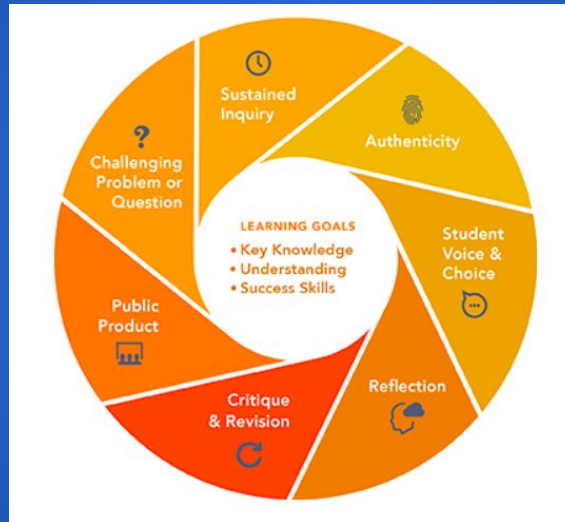 Sustained
Inquiry
Authenticity
?
Challenging
Problem or
Question
LEARNING GOALS
• Key Knowledge
• Understanding
• Success Skills
Student
Voice &
Choice
Public
Product
Reflection
Critique
& Revision